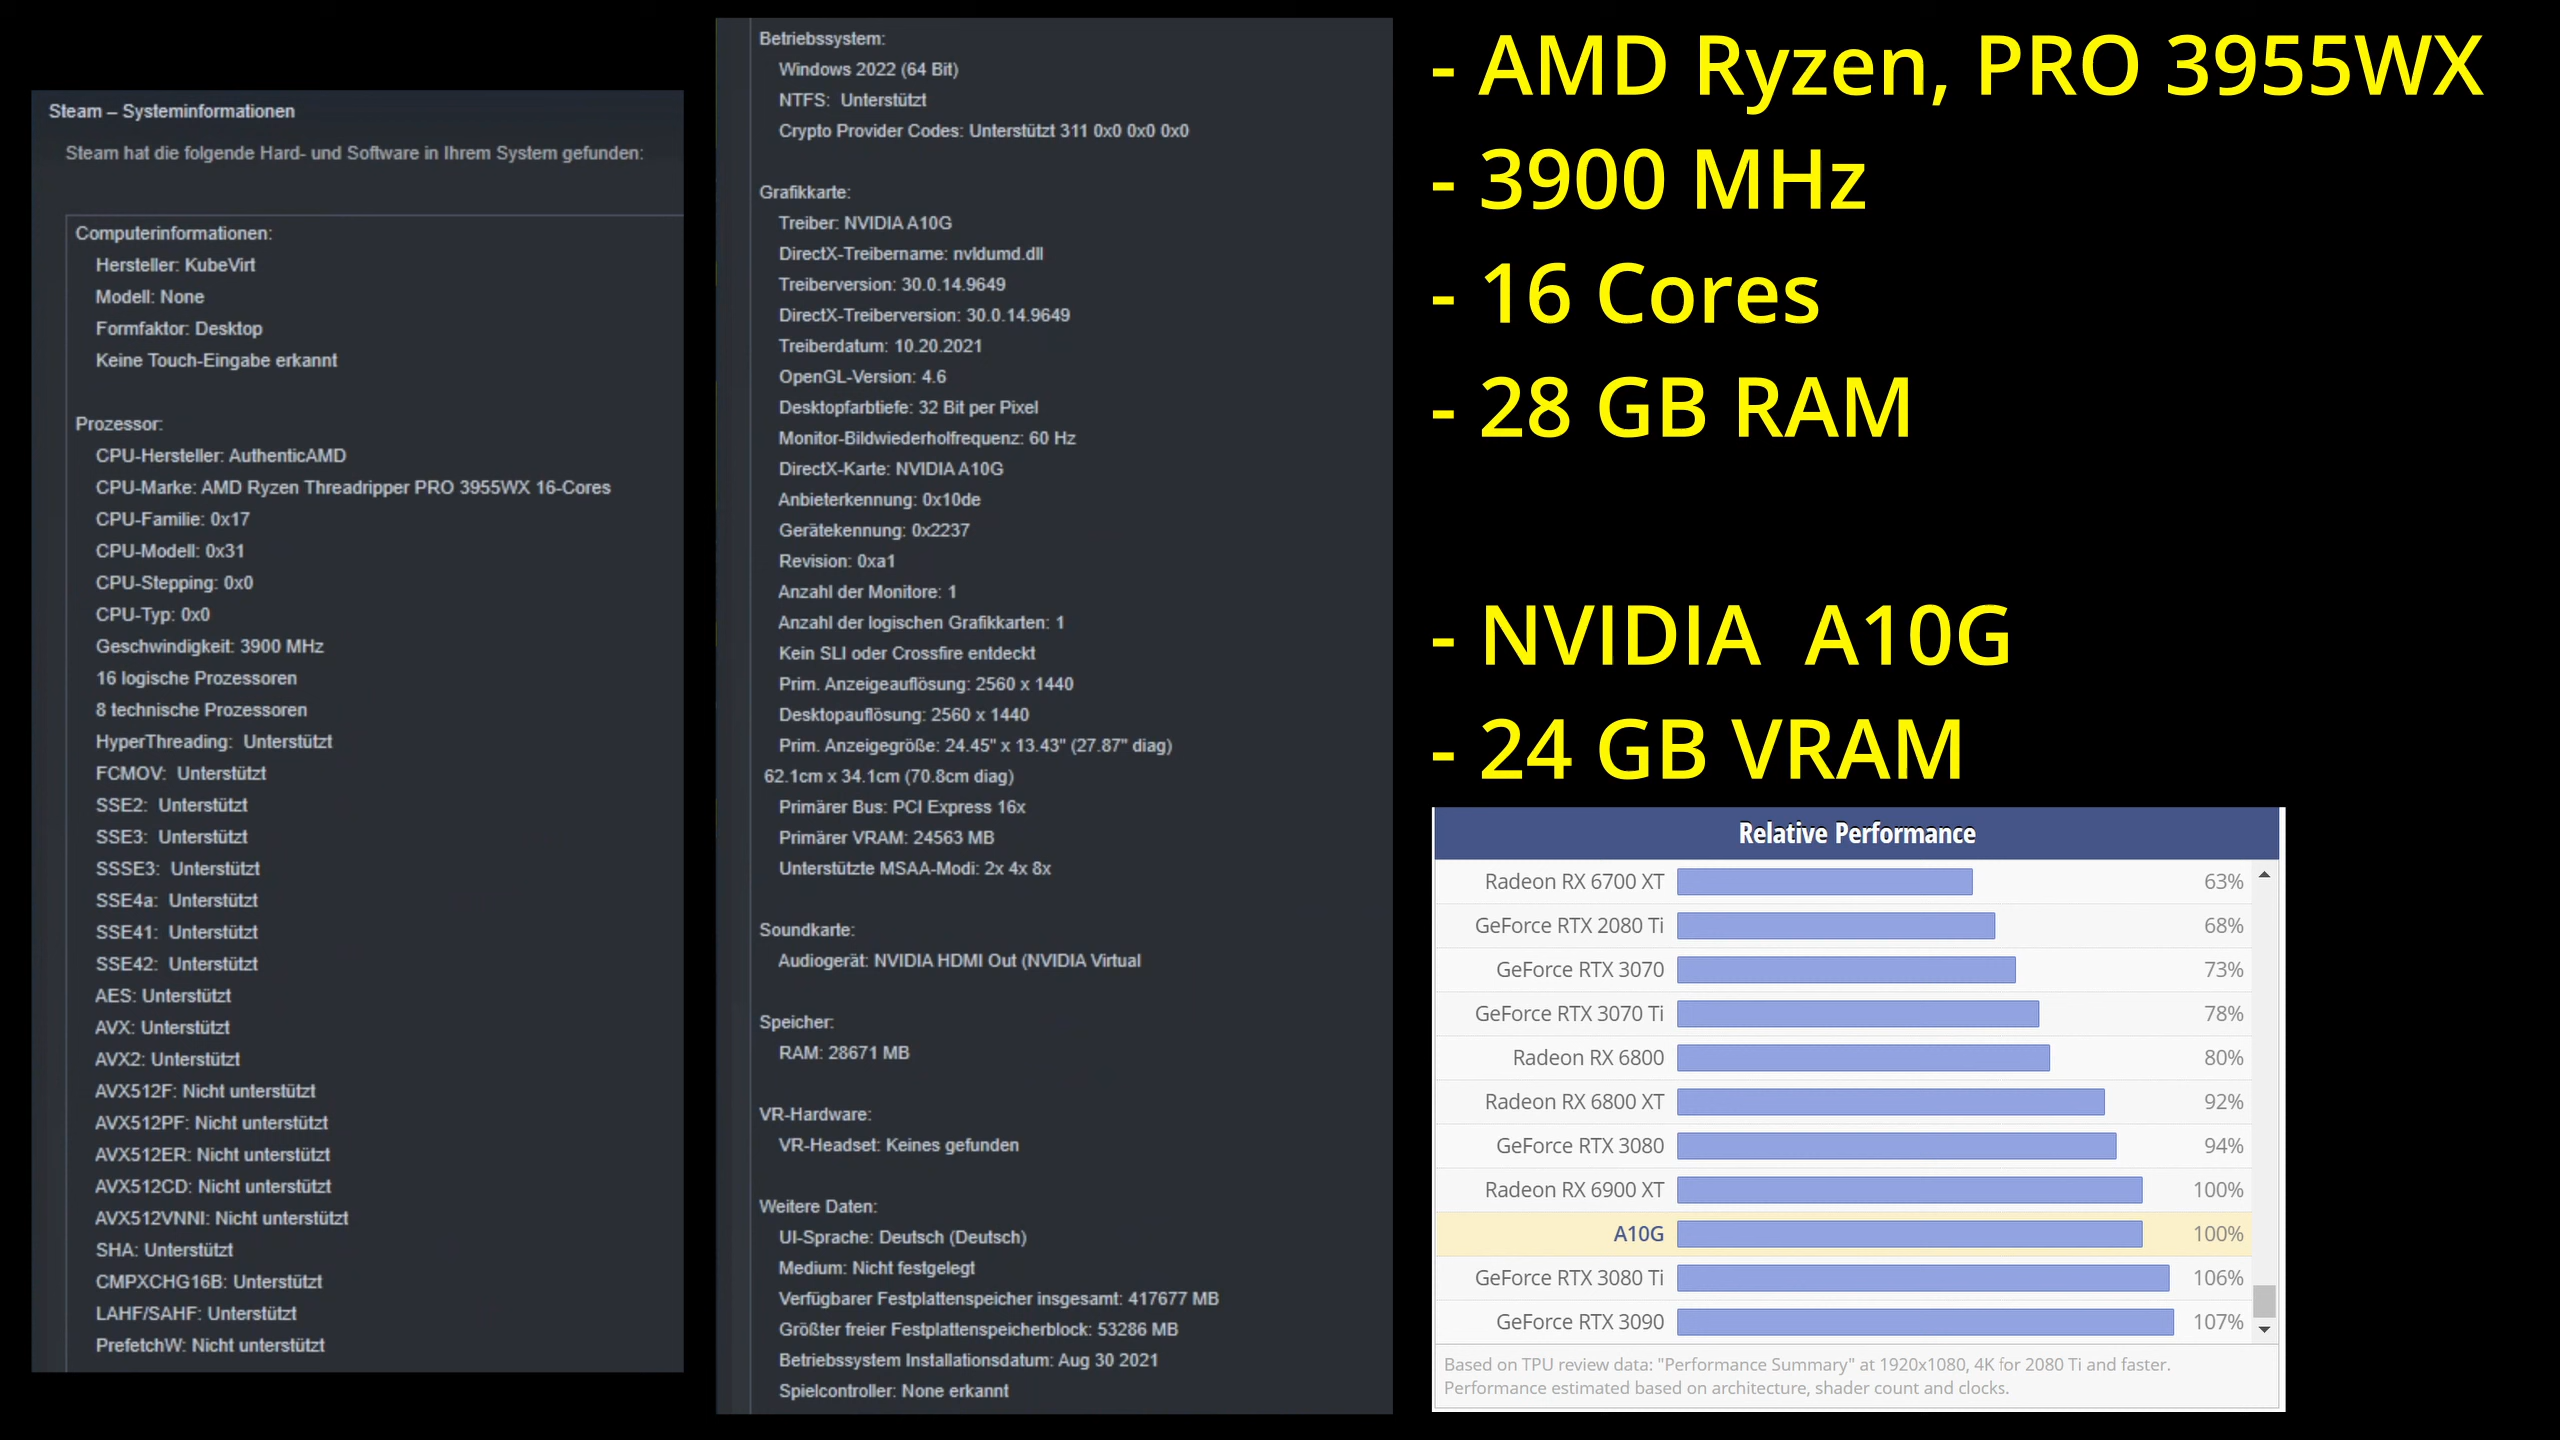 Steam – Systeminformationen
Steam hat die folgende Hard- und Software in Ihrem System gefunden:
Computerinformationen:
Hersteller: KubeVirt
Modell: None
Formfaktor: Desktop
Keine Touch-Eingabe erkannt
Prozessor:
CPU-Hersteller: AuthenticAMD
CPU-Marke: AMD Ryzen Threadripper PRO 3955WX 16-Cores
CPU-Familie: 0x17
CPU-Modell: 0x31
CPU-Stepping: 0x0
CPU-Typ: 0x0
Geschwindigkeit: 3900 MHz
16 logische Prozessoren
8 technische Prozessoren
HyperThreading: Unterstützt
FCMOV: Unterstützt
SSE2: Unterstützt
SSE3: Unterstützt
SSSE3: Unterstützt
SSE4a: Unterstützt
SSE41: Unterstützt
SSE42: Unterstützt
AES: Unterstützt
AVX: Unterstützt
AVX2: Unterstützt
AVX512F: Nicht unterstützt
AVX512PF: Nicht unterstützt
AVX512ER: Nicht unterstützt
AVX512CD: Nicht unterstützt
AVX512VNNI: Nicht unterstützt
SHA: Unterstützt
CMPXCHG16B: Unterstützt
LAHF/SAHF: Unterstützt
PrefetchW: Nicht unterstützt
Betriebssystem:
Windows 2022 (64 Bit)
NTFS: Unterstützt
Crypto Provider Codes: Unterstützt 311 0x0 0x0 0x0
Grafikkarte:
Treiber: NVIDIA A10G
DirectX-Treibername: nvldumd.dll
Treiberversion: 30.0.14.9649
DirectX-Treiberversion: 30.0.14.9649
Treiberdatum: 10.20.2021
OpenGL-Version: 4.6
Desktopfarbtiefe: 32 Bit per Pixel
Monitor-Bildwiederholfrequenz: 60 Hz
DirectX-Karte: NVIDIA A10G
Anbieterkennung: 0x10de
Gerätekennung: 0x2237
Revision: 0xa1
Anzahl der Monitore: 1
Anzahl der logischen Grafikkarten: 1
Kein SLI oder Crossfire entdeckt
Prim. Anzeigeauflösung: 2560 x 1440
Desktopauflösung: 2560 x 1440
Prim. Anzeigegröße: 24.45" x 13.43" (27.87" diag)
62.1cm x 34.1cm (70.8cm diag)
Primärer Bus: PCI Express 16x
Primärer VRAM: 24563 MB
Unterstützte MSAA-Modi: 2x 4x 8x
Soundkarte:
Audiogerät: NVIDIA HDMI Out (NVIDIA Virtual
Speicher:
RAM: 28671 MB
VR-Hardware:
VR-Headset: Keines gefunden
Weitere Daten:
UI-Sprache: Deutsch (Deutsch)
Medium: Nicht festgelegt
Verfügbarer Festplattenspeicher insgesamt: 417677 MB
Größter freier Festplattenspeicherblock: 53286 MB
Betriebssystem Installationsdatum: Aug 30 2021
Spielcontroller: None erkannt
- AMD Ryzen, PRO 3955WX
- 3900 MHz
- 16 Cores
- 28 GB RAM
- NVIDIA A10G
- 24 GB VRAM
Relative Performance
Radeon RX 6700 XT 63%
GeForce RTX 2080 Ti 68%
GeForce RTX 3070 73%
GeForce RTX 3070 Ti 78%
Radeon RX 6800 80%
Radeon RX 6800 XT 92%
GeForce RTX 3080 94%
Radeon RX 6900 XT 100%
A10G 100%
GeForce RTX 3080 Ti 106%
GeForce RTX 3090 107%
Based on TPU review data: "Performance Summary" at 1920x1080, 4K for 2080 Ti and faster.
Performance estimated based on architecture, shader count and clocks.